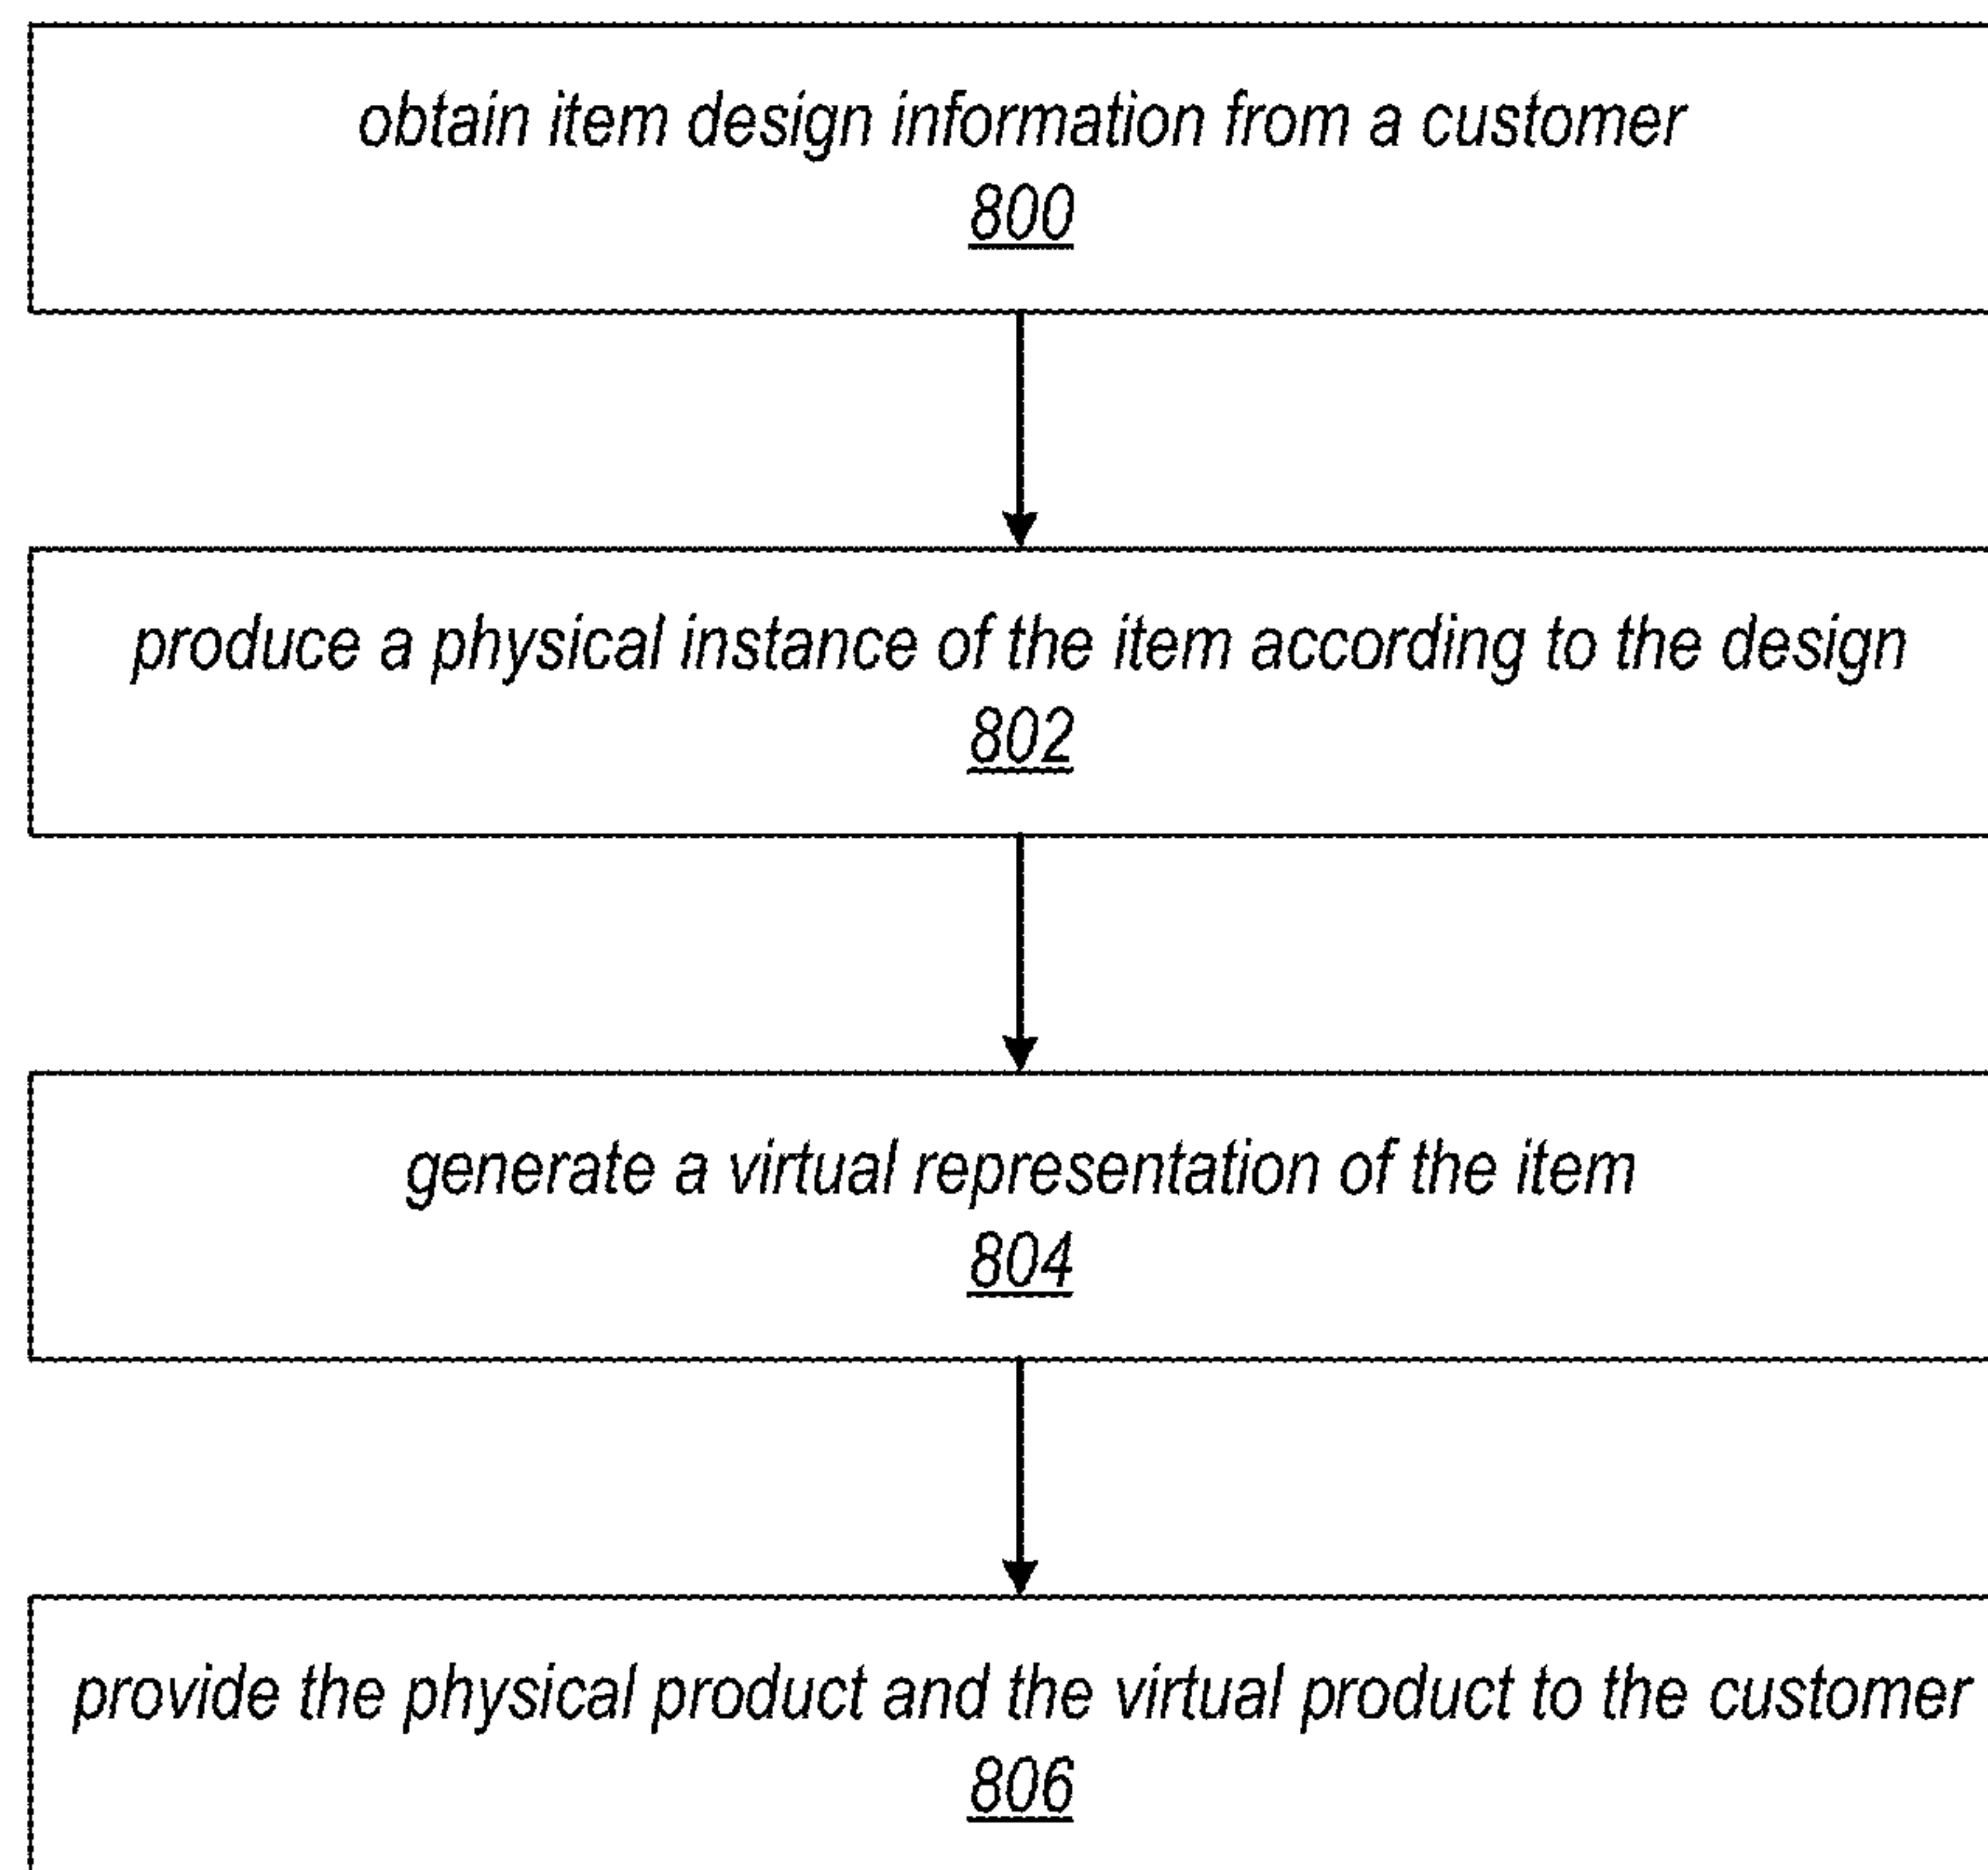 obtain item design information from a customer
800
produce a physical instance of the item according to the design
802
generate a virtual representation of the item
804
provide the physical product and the virtual product to the customer
806